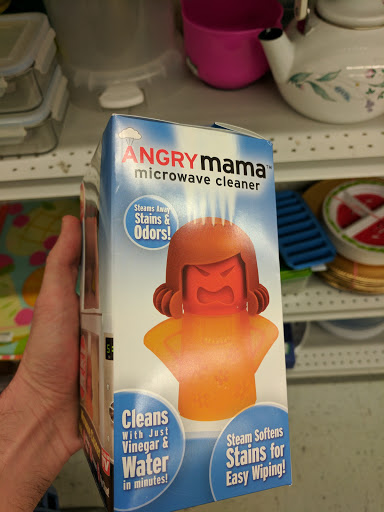 ANGRY mama™
microwave cleaner
Steams Away
Stains &
Odors!
Cleans
With Just
Vinegar &
Water
in minutes!
Steam Softens
Stains for
Easy Wiping!